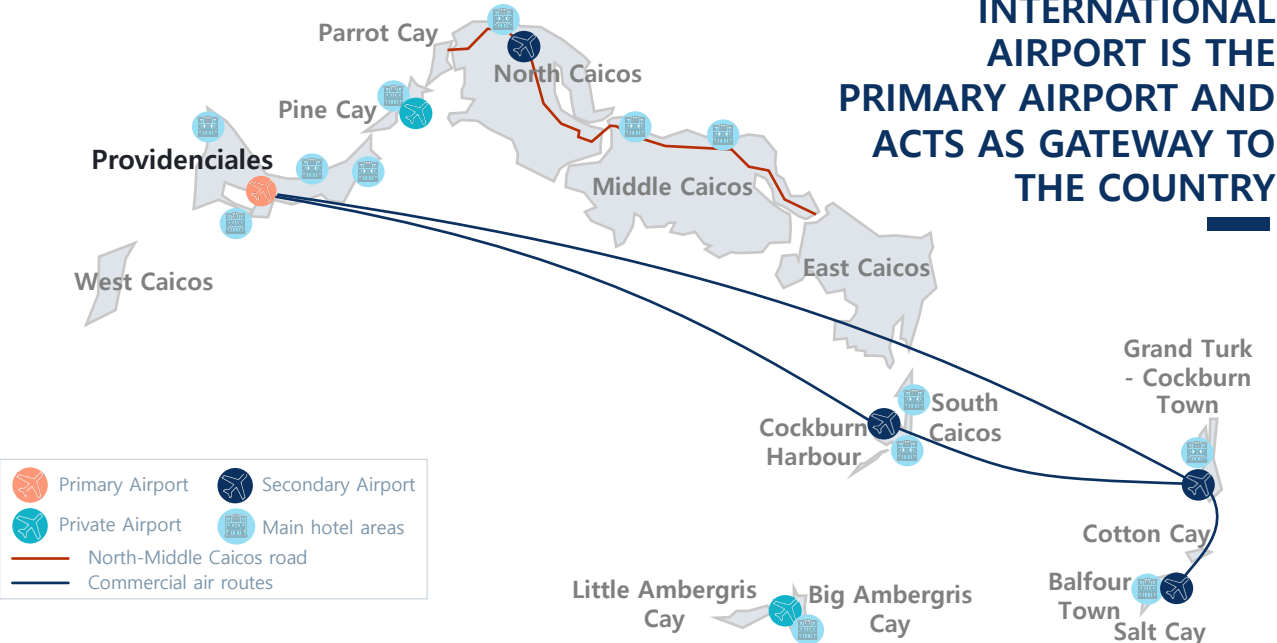 INTERNATIONAL
AIRPORT IS THE
PRIMARY AIRPORT AND
ACTS AS GATEWAY TO
THE COUNTRY
Parrot Cay
North Caicos
Pine Cay
Providenciales
Middle Caicos
West Caicos
East Caicos
Grand Turk
- Cockburn
Town
South
Caicos
Cockburn
Harbour
Cotton Cay
Balfour
Town
Salt Cay
Little Ambergris
Cay
Big Ambergris
Cay
Primary Airport
Secondary Airport
Private Airport
Main hotel areas
North-Middle Caicos road
Commercial air routes